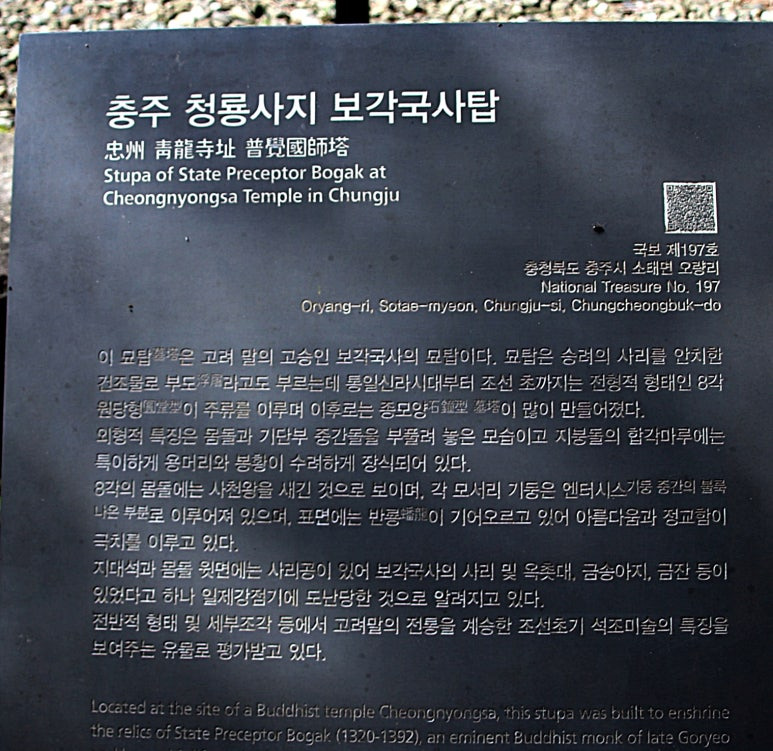 충주 청룡사지 보각국사탑
忠州 靑龍寺址 普覺國師塔
Stupa of State Preceptor Bogak at
Cheongnyongsa Temple in Chungju
국보 제197호
충청북도 충주시 소태면 오량리
National Treasure No. 197
Oryang-ri, Sotae-myeon, Chungju-si, Chungcheongbuk-do
이 묘탑墓塔은 고려 말의 고승인 보각국사의 묘탑이다. 묘탑은 승려의 사리를 안치한
건조물로 부도浮屠라고도 부르는데 통일신라시대부터 조선 초까지는 전형적 형태인 8각
원당형圓堂型이 주류를 이루며 이후로는 종모양石鐘型 墓塔이 많이 만들어졌다.
외형적 특징은 몸돌과 기단부 중간돌을 부풀려 놓은 모습이고 지붕돌의 합각마루에는
특이하게 용머리와 봉황이 수려하게 장식되어 있다.
8각의 몸돌에는 사천왕을 새긴 것으로 보이며, 각 모서리 기둥은 엔터시스기둥 중간의 불룩
나온 부분로 이루어져 있으며, 표면에는 반룡蟠龍이 기어오르고 있어 아름다움과 정교함이
극치를 이루고 있다.
지대석과 몸돌 윗면에는 사리공이 있어 보각국사의 사리 및 옥촛대, 금송아지, 금잔 등이
있었다고 하나 일제강점기에 도난당한 것으로 알려지고 있다.
전반적 형태 및 세부조각 등에서 고려말의 전통을 계승한 조선초기 석조미술의 특징을
보여주는 유물로 평가받고 있다.
Located at the site of a Buddhist temple Cheongnyongsa, this stupa was built to enshrine
the relics of State Preceptor Bogak (1320-1392), an eminent Buddhist monk of late Goryeo